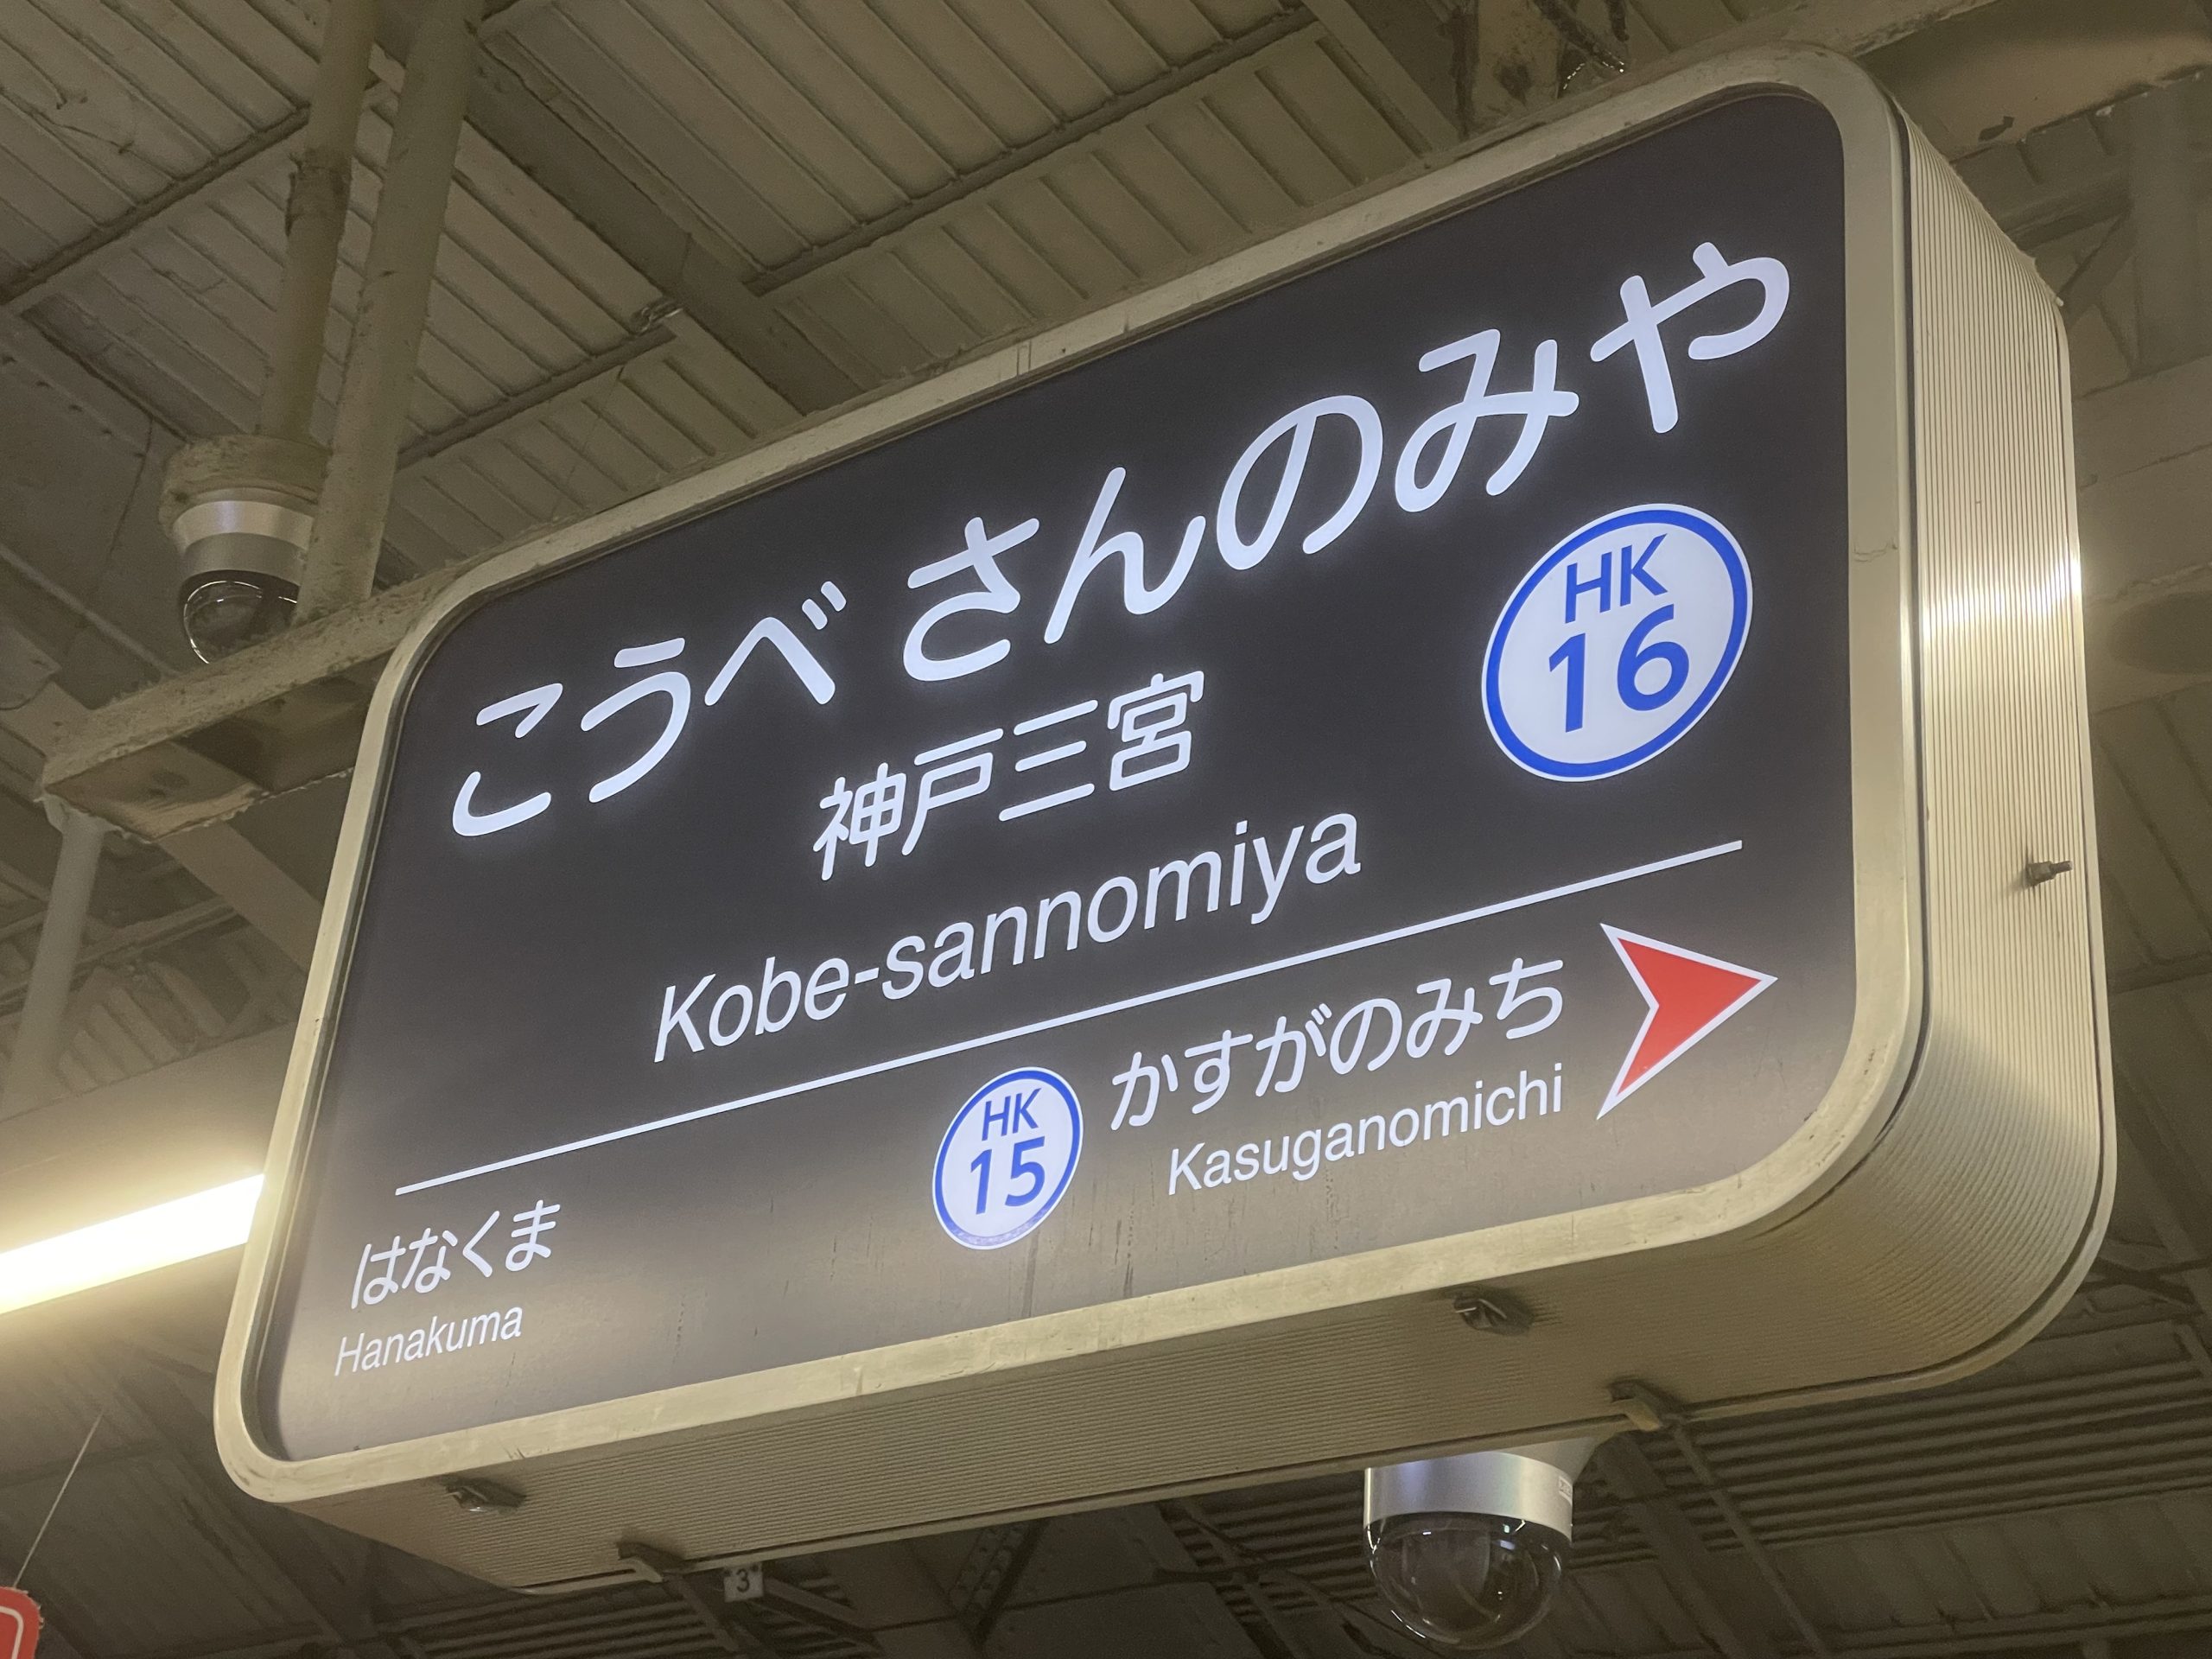 こうべ さんのみや
神戸三宮
HK
16
Kobe-sannomiya
はなくま
Hanakuma
HK
15
かすがのみち
Kasuganomichi
3